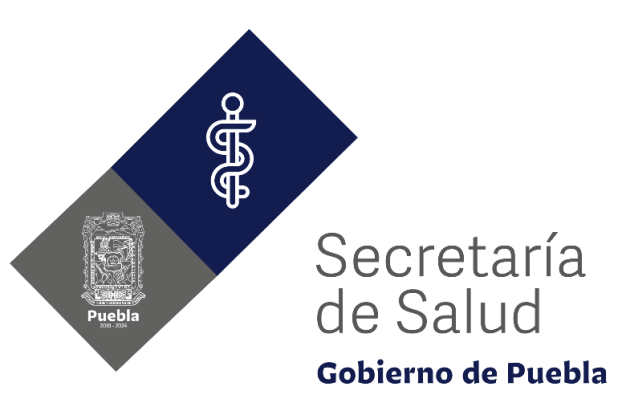 Puebla
2019 - 2024
Secretaría
de Salud
Gobierno de Puebla